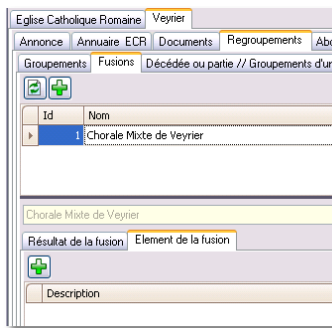 Eglise Catholique Romaine Veyrier
Annonce Annuaire ECR Documents Regroupements
Groupements Fusions Décédée ou partie // Groupements
Id Nom
1 Chorale Mixte de Veyrier
Chorale Mixte de Veyrier
Résultat de la fusion Element de la fusion
Description